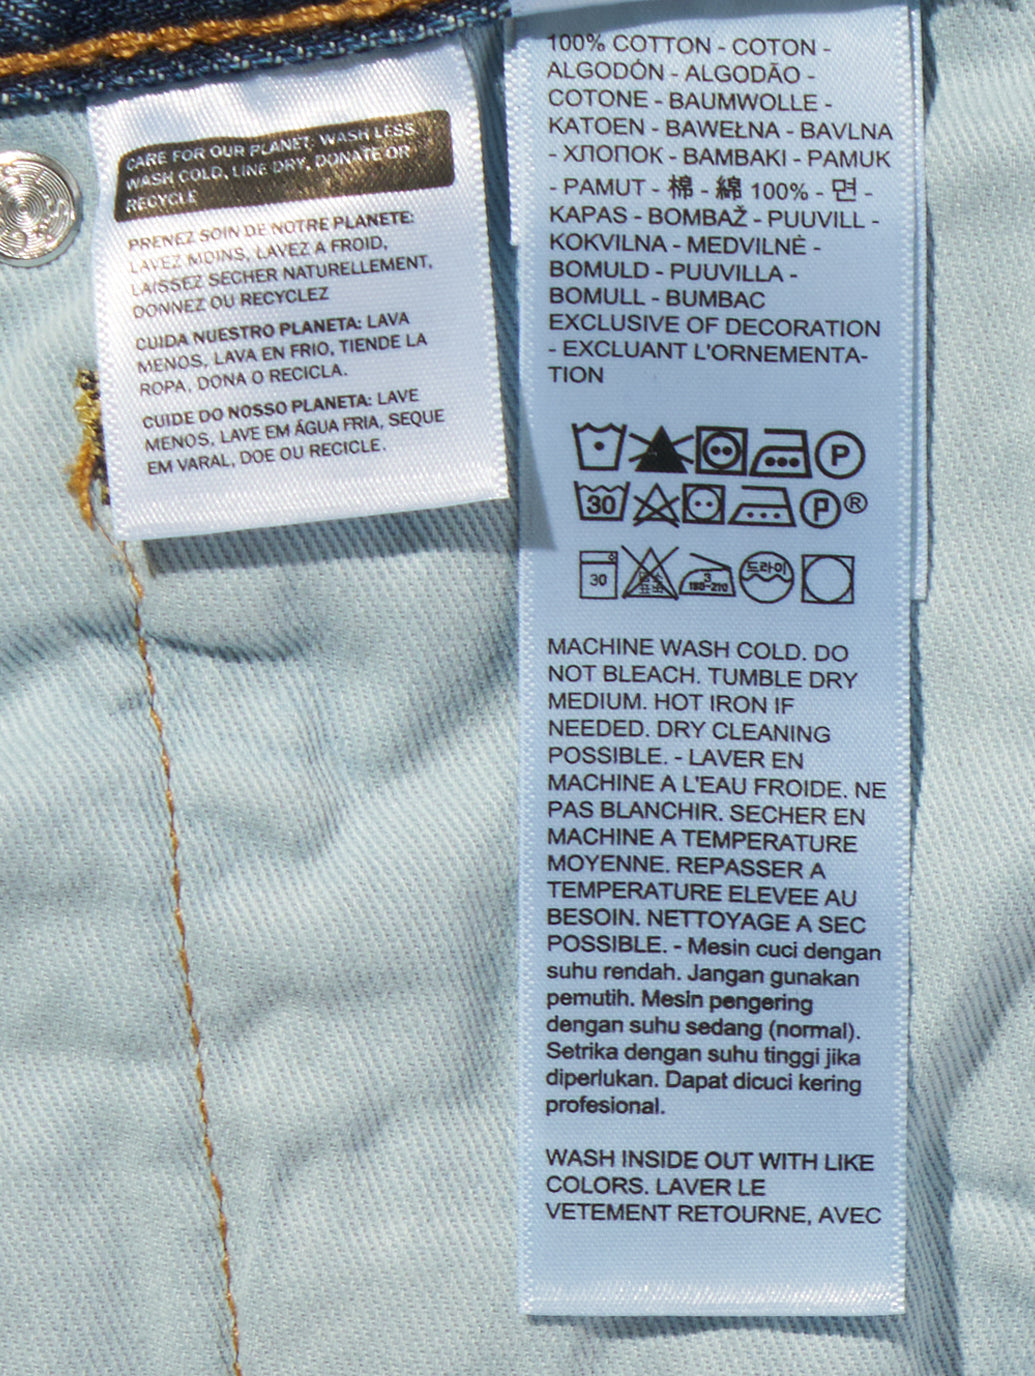 CARE FOR OUR PLANET: WASH LESS,
WASH COLD, LINE DRY, DONATE OR
RECYCLE
PRENEZ SOIN DE NOTRE PLANETE:
LAVEZ MOINS, LAVEZ A FROID,
LAISSEZ SECHER NATURELLEMENT,
DONNEZ OU RECYCLEZ
CUIDA NUESTRO PLANETA: LAVA
MENOS, LAVA EN FRIO, TIENDE LA
ROPA, DONA O RECICLA.
CUIDE DO NOSSO PLANETA: LAVE
MENOS, LAVE EM ÁGUA FRIA, SEQUE
EM VARAL, DOE OU RECICLE.
100% COTTON - COTON -
ALGODÓN - ALGODÃO -
COTONE - BAUMWOLLE -
KATOEN - BAWEŁNA - BAVLNA
- ХЛОПОК - BAMBAKI - PAMUK
- PAMUT - 棉 - 綿 100% - 면 -
KAPAS - BOMBAŽ - PUUVILL -
KOKVILNA - MEDVILNĖ -
BOMULD - PUUVILLA -
BOMULL - BUMBAC
EXCLUSIVE OF DECORATION
- EXCLUANT L'ORNEMENTA-
TION
P
30 P ®
30 3 180-210 드라이
MACHINE WASH COLD. DO
NOT BLEACH. TUMBLE DRY
MEDIUM. HOT IRON IF
NEEDED. DRY CLEANING
POSSIBLE. - LAVER EN
MACHINE A L'EAU FROIDE. NE
PAS BLANCHIR. SECHER EN
MACHINE A TEMPERATURE
MOYENNE. REPASSER A
TEMPERATURE ELEVEE AU
BESOIN. NETTOYAGE A SEC
POSSIBLE. - Mesin cuci dengan
suhu rendah. Jangan gunakan
pemutih. Mesin pengering
dengan suhu sedang (normal).
Setrika dengan suhu tinggi jika
diperlukan. Dapat dicuci kering
profesional.
WASH INSIDE OUT WITH LIKE
COLORS. LAVER LE
VETEMENT RETOURNE, AVEC